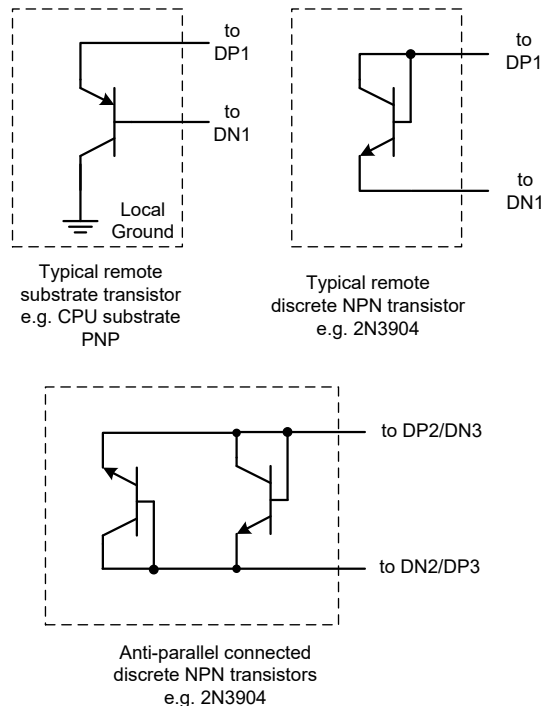 to
DP1
to
DN1
Local
Ground
Typical remote
substrate transistor
e.g. CPU substrate
PNP
to
DP1
to
DN1
Typical remote
discrete NPN transistor
e.g. 2N3904
to DP2/DN3
to DN2/DP3
Anti-parallel connected
discrete NPN transistors
e.g. 2N3904